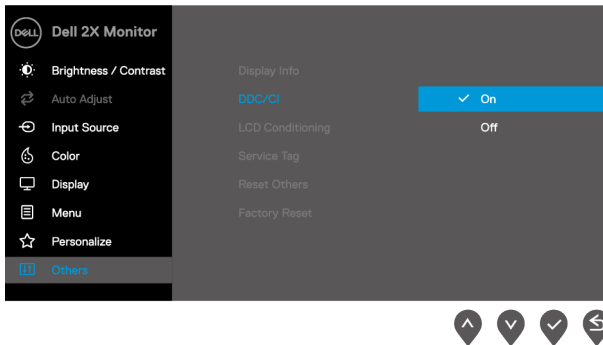 DELL Dell 2X Monitor
Brightness / Contrast
Auto Adjust
Input Source
Color
Display
Menu
Personalize
Others
Display Info
DDC/CI
LCD Conditioning
Service Tag
Reset Others
Factory Reset
On
Off